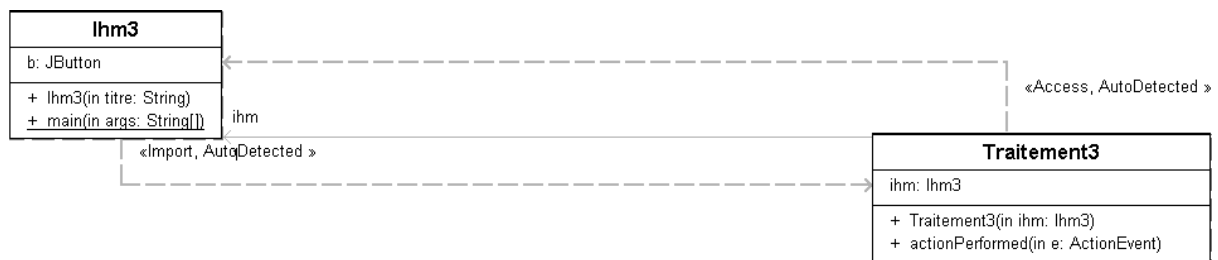 Ihm3
b: JButton
+ Ihm3(in titre: String)
+ main(in args: String[])
ihm
«Access, AutoDetected »
«Import, AutoDetected »
Traitement3
ihm: Ihm3
+ Traitement3(in ihm: Ihm3)
+ actionPerformed(in e: ActionEvent)